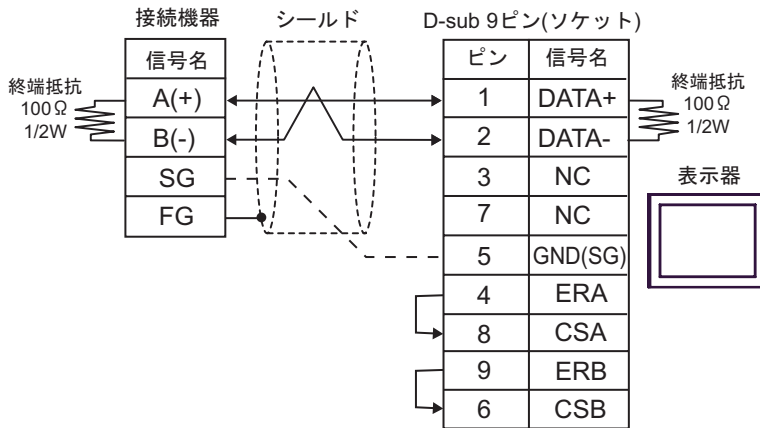 接続機器
シールド
D-sub 9ピン(ソケット)
信号名
ピン 信号名
終端抵抗
100Ω
1/2W
A(+)
1 DATA+
終端抵抗
100Ω
1/2W
B(-)
2 DATA-
SG
3 NC
表示器
FG
7 NC
5 GND(SG)
4 ERA
8 CSA
9 ERB
6 CSB